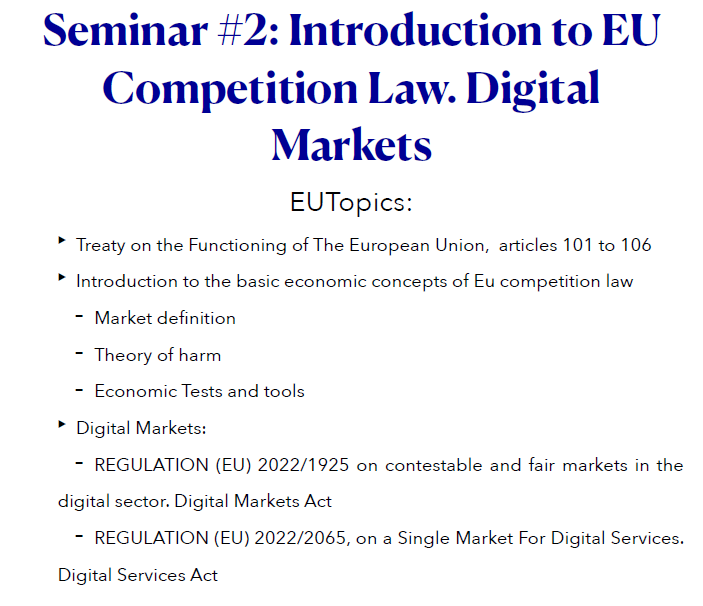 Seminar #2: Introduction to EU
Competition Law. Digital
Markets
EUTopics:
‣ Treaty on the Functioning of The European Union,  articles 101 to 106
‣ Introduction to the basic economic concepts of Eu competition law
- Market definition
- Theory of harm
- Economic Tests and tools
‣ Digital Markets:
- REGULATION (EU) 2022/1925 on contestable and fair markets in the
digital sector. Digital Markets Act
- REGULATION (EU) 2022/2065, on a Single Market For Digital Services.
Digital Services Act